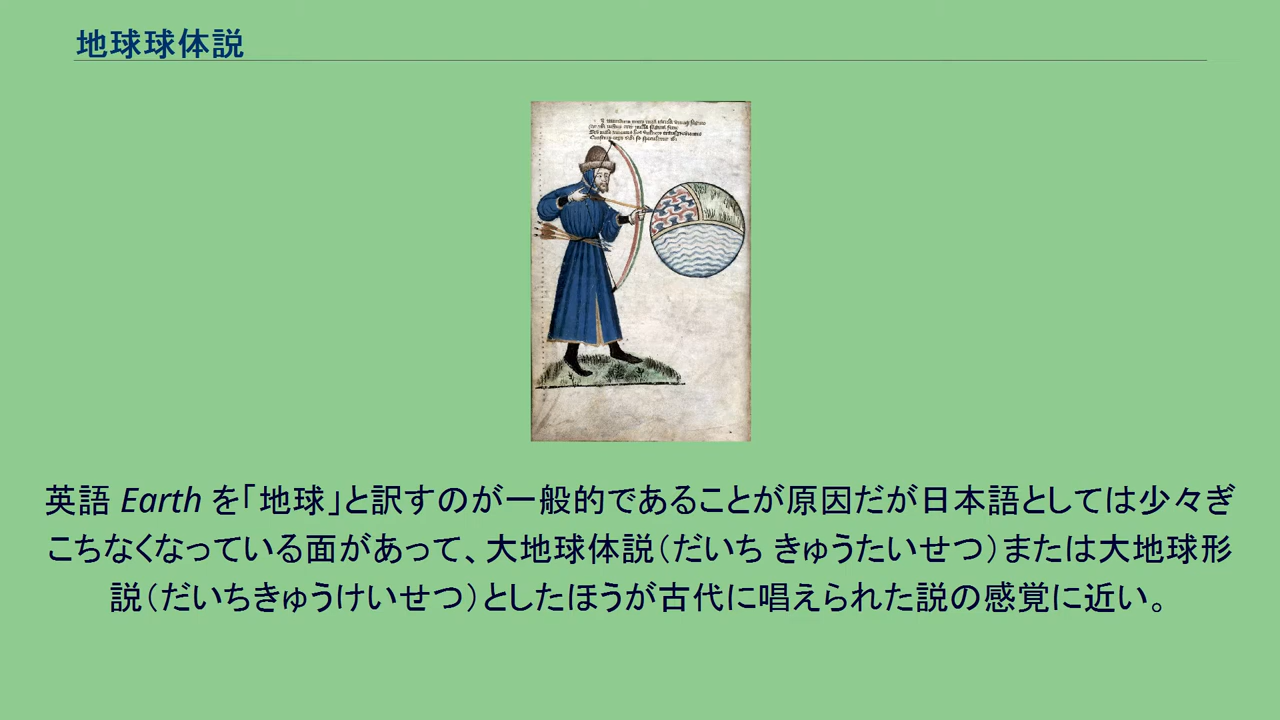 地球球体説
英語 Earth を「地球」と訳すのが一般的であることが原因だが日本語としては少々ぎ
こちなくなっている面があって、大地球体説（だいち きゅうたいせつ）または大地球形
説（だいちきゅうけいせつ）としたほうが古代に唱えられた説の感覚に近い。